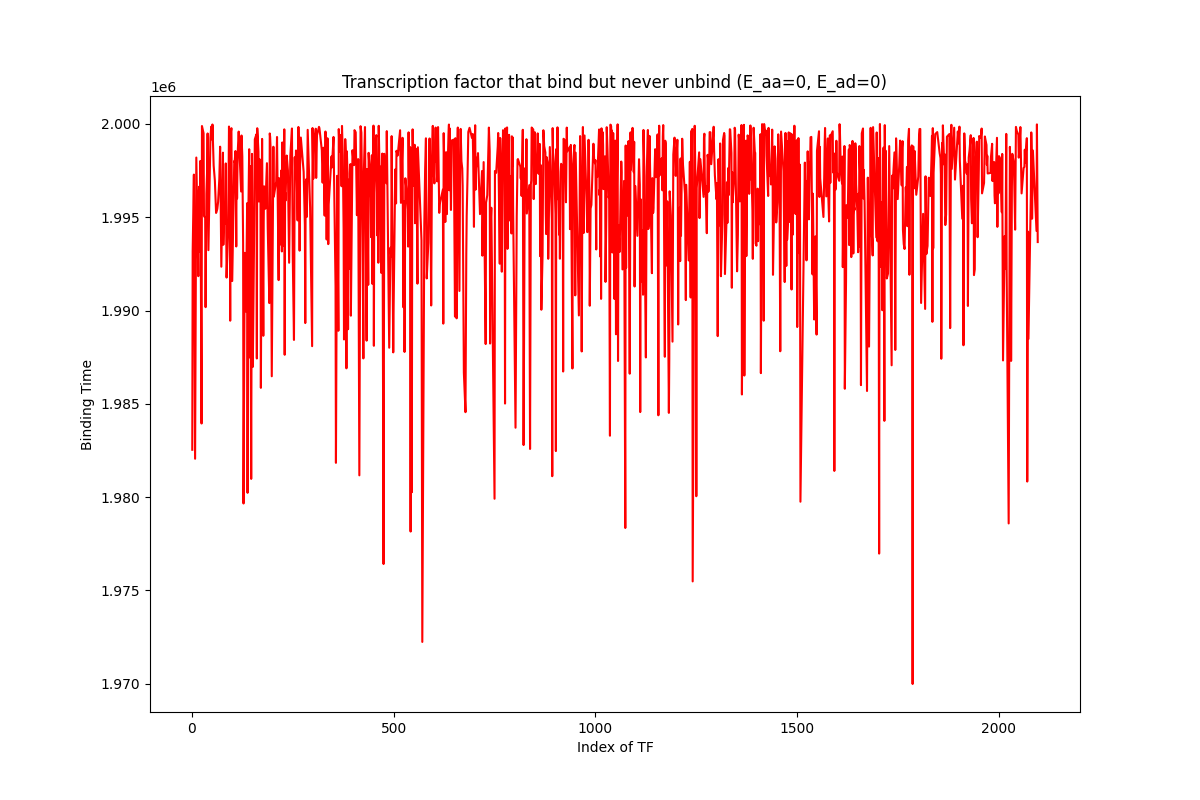 Transcription factor that bind but never unbind (E_aa=0, E_ad=0)
1e6
2.000
1.995
1.990
1.985
1.980
1.975
1.970
Binding Time
0 500 1000 1500 2000
Index of TF